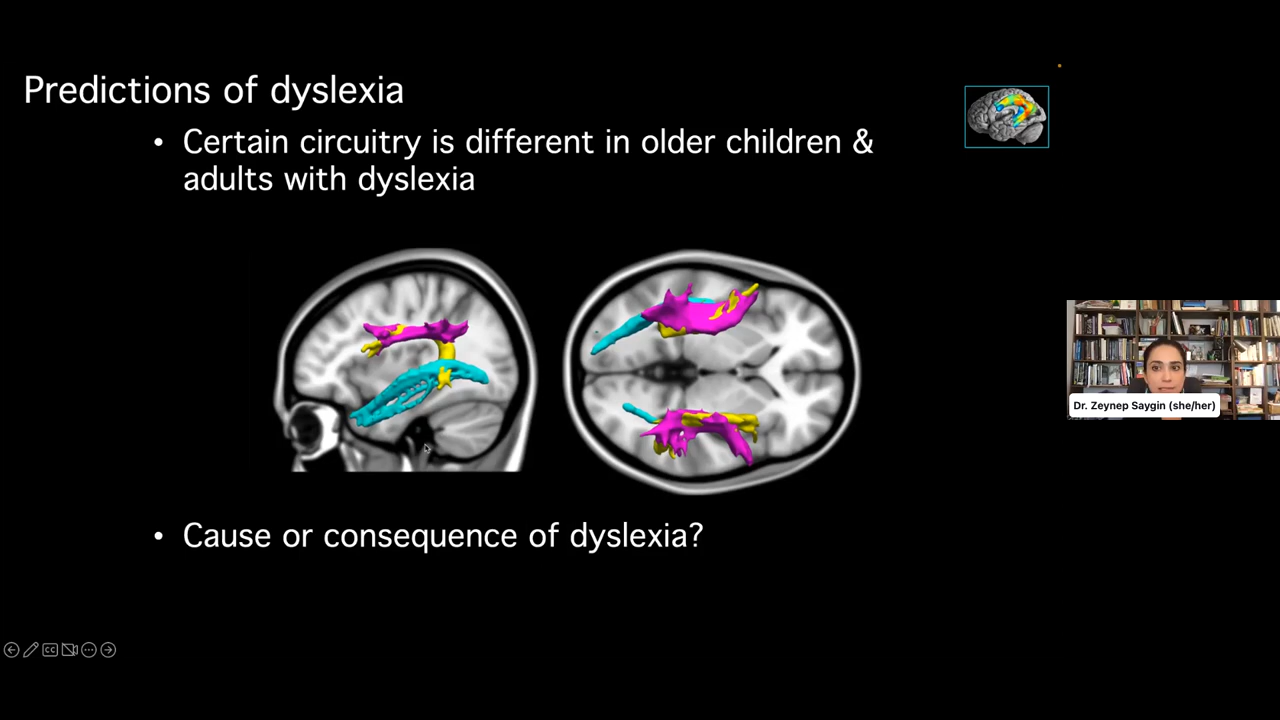 Predictions of dyslexia
• Certain circuitry is different in older children &
adults with dyslexia
Dr. Zeynep Saygin (she/her)
• Cause or consequence of dyslexia?
CC